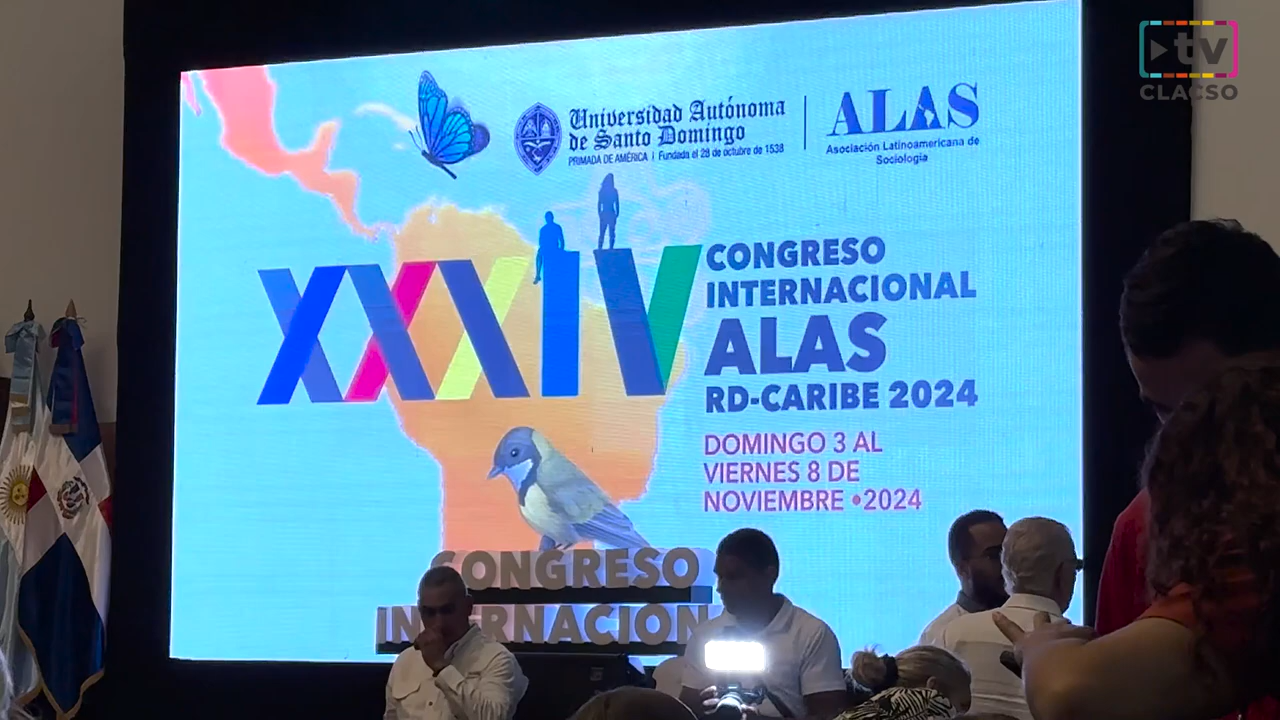 tv
CLACSO
Universidad Autónoma
de Santo Domingo
PRIMADA DE AMÉRICA | Fundada el 28 de octubre de 1538
ALAS
Asociación Latinoamericana de
Sociología
XXXIV
CONGRESO
INTERNACIONAL
ALAS
RD-CARIBE 2024
DOMINGO 3 AL
VIERNES 8 DE
NOVIEMBRE •2024
CONGRESO